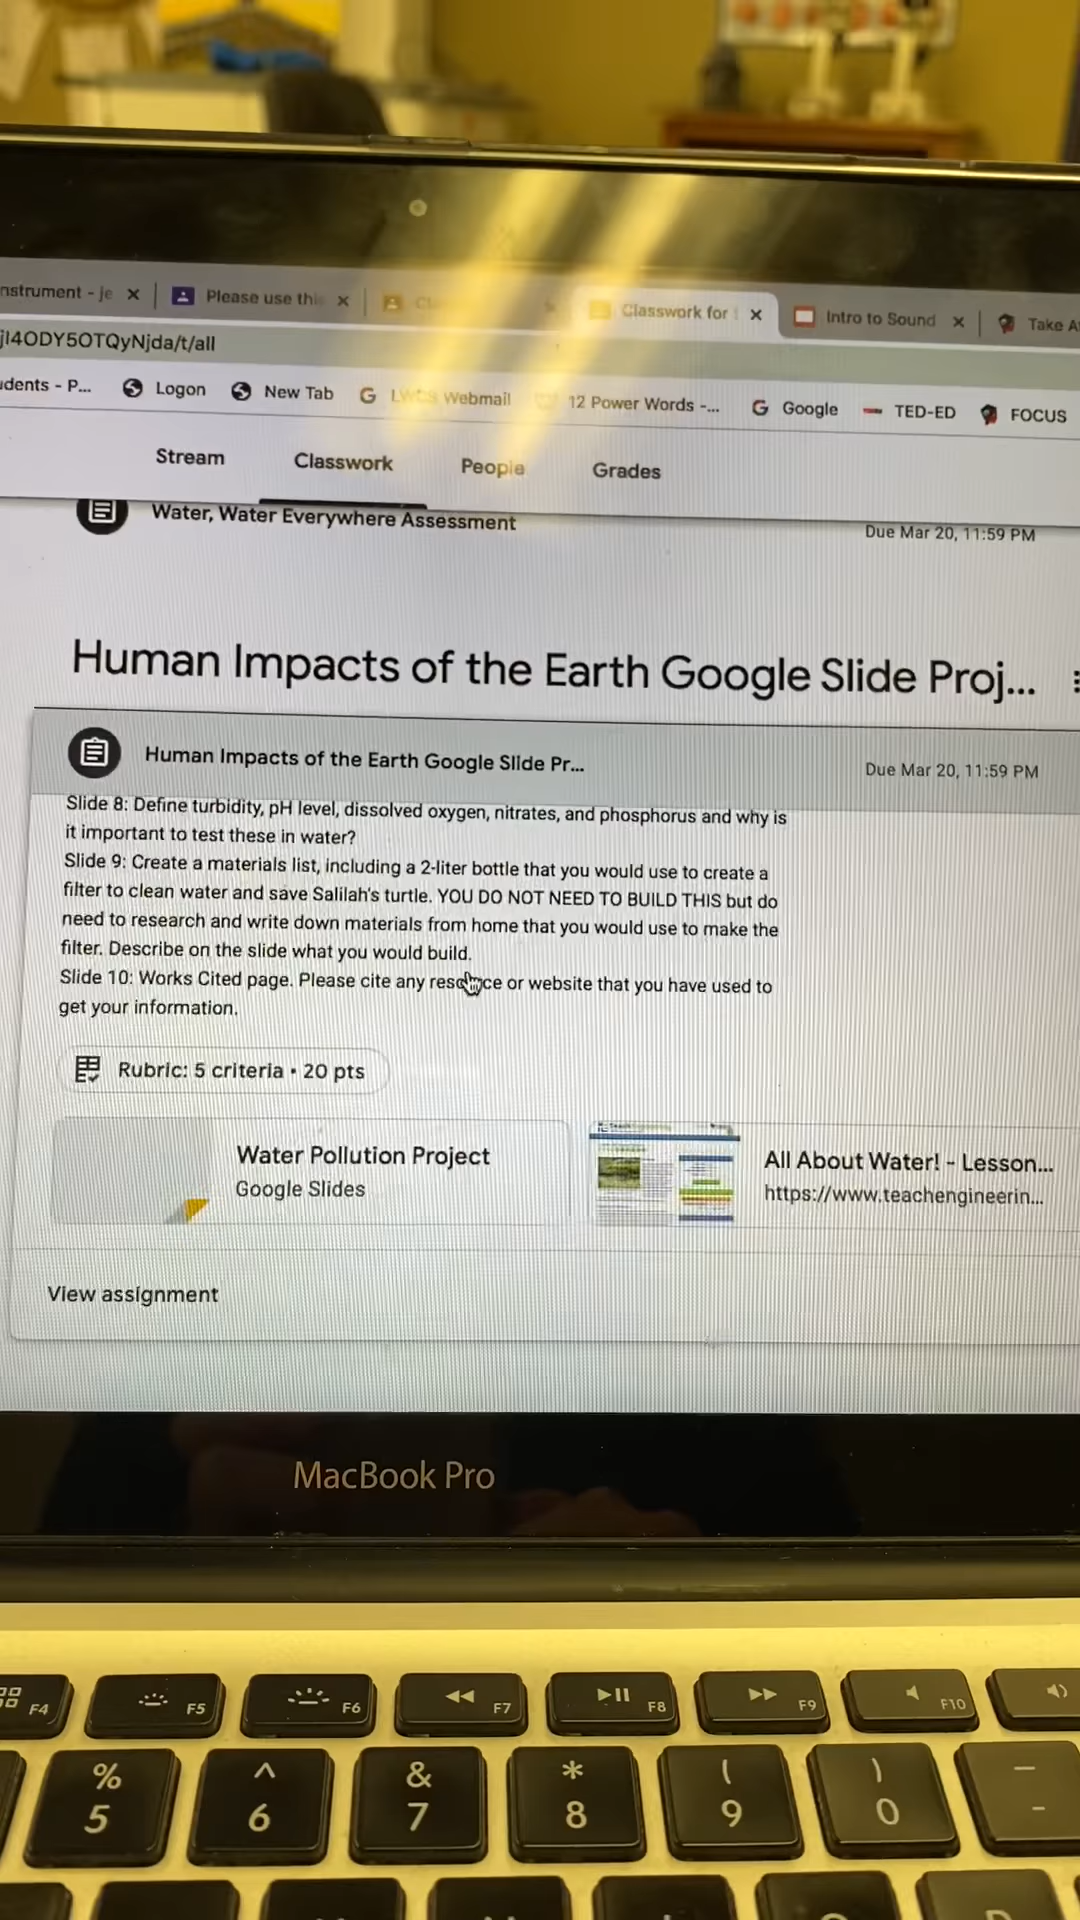 nstrument - je
Please use this
Classwork for
Intro to Sound
Take A
jI4ODY5OTQyNjda/t/all
udents - P...
Logon
New Tab
LWCS Webmail
12 Power Words -...
Google
TED-ED
FOCUS
Stream
Classwork
People
Grades
Water, Water Everywhere Assessment
Due Mar 20, 11:59 PM
Human Impacts of the Earth Google Slide Proj...
Human Impacts of the Earth Google Slide Pr...
Due Mar 20, 11:59 PM
Slide 8: Define turbidity, pH level, dissolved oxygen, nitrates, and phosphorus and why is
it important to test these in water?
Slide 9: Create a materials list, including a 2-liter bottle that you would use to create a
filter to clean water and save Salilah's turtle. YOU DO NOT NEED TO BUILD THIS but do
need to research and write down materials from home that you would use to make the
filter. Describe on the slide what you would build.
Slide 10: Works Cited page. Please cite any resource or website that you have used to
get your information.
Rubric: 5 criteria • 20 pts
Water Pollution Project
Google Slides
All About Water! - Lesson...
https://www.teachengineerin...
View assignment
MacBook Pro
F4
F5
F6
F7
F8
F9
F10
% 5
^ 6
& 7
* 8
( 9
) 0